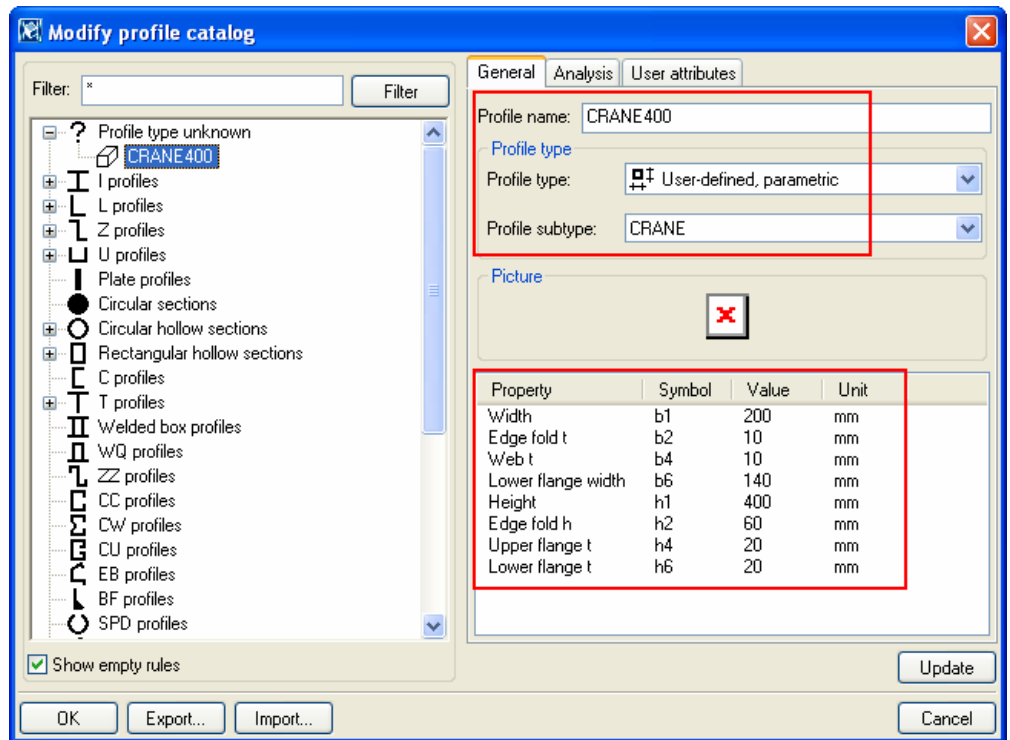 Modify profile catalog
Filter: * Filter
Profile type unknown
CRANE400
I profiles
L profiles
Z profiles
U profiles
Plate profiles
Circular sections
Circular hollow sections
Rectangular hollow sections
C profiles
T profiles
Welded box profiles
WQ profiles
ZZ profiles
CC profiles
CW profiles
CU profiles
EB profiles
BF profiles
SPD profiles
Show empty rules
General Analysis User attributes
Profile name: CRANE400
Profile type
Profile type: User-defined, parametric
Profile subtype: CRANE
Picture
Property Symbol Value Unit
Width b1 200 mm
Edge fold t b2 10 mm
Web t b4 10 mm
Lower flange width b6 140 mm
Height h1 400 mm
Edge fold h h2 60 mm
Upper flange t h4 20 mm
Lower flange t h6 20 mm
Update
OK Export... Import... Cancel